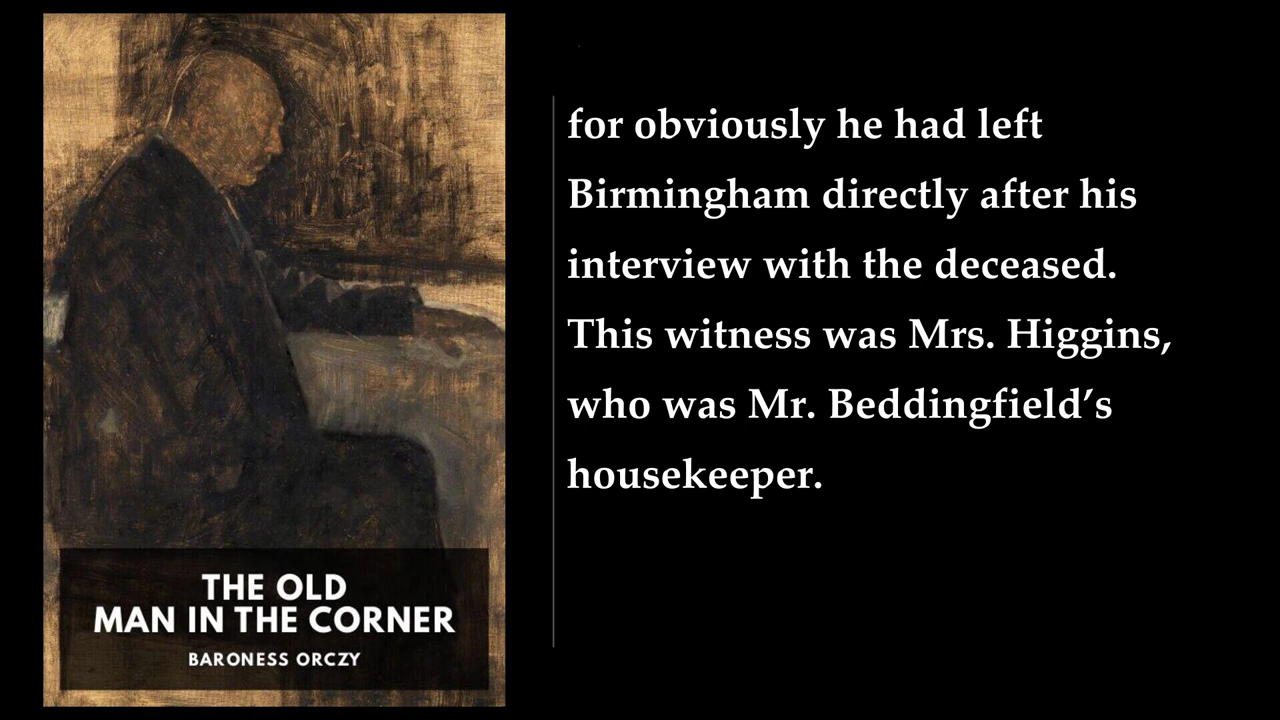 THE OLD
MAN IN THE CORNER
BARONESS ORCZY
for obviously he had left
Birmingham directly after his
interview with the deceased.
This witness was Mrs. Higgins,
who was Mr. Beddingfield’s
housekeeper.